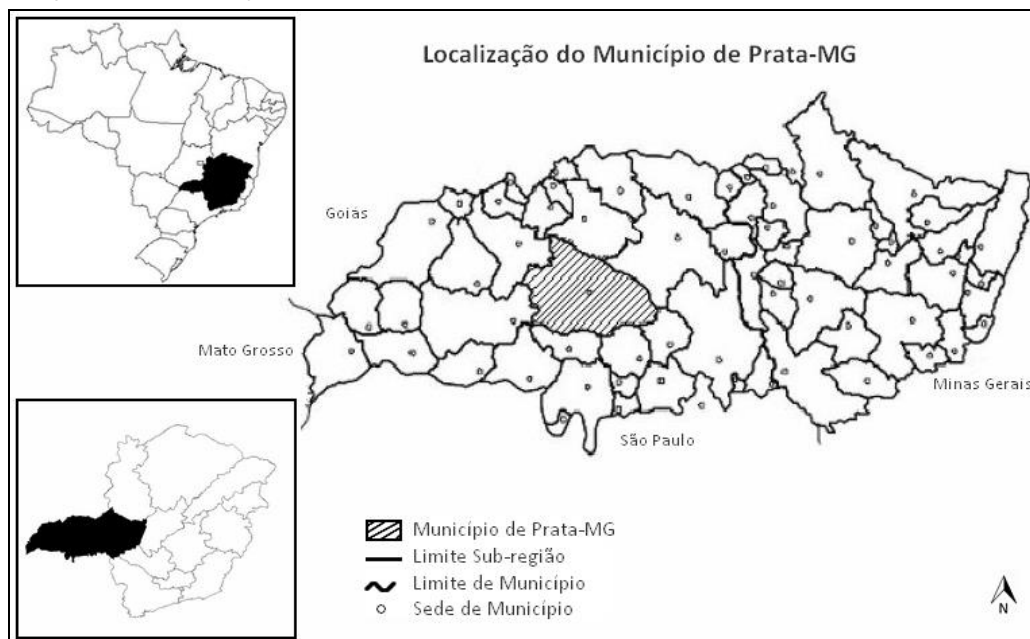 Localização do Município de Prata-MG
Goiás
Mato Grosso
Minas Gerais
São Paulo
Município de Prata-MG
Limite Sub-região
Limite de Município
Sede de Município
N